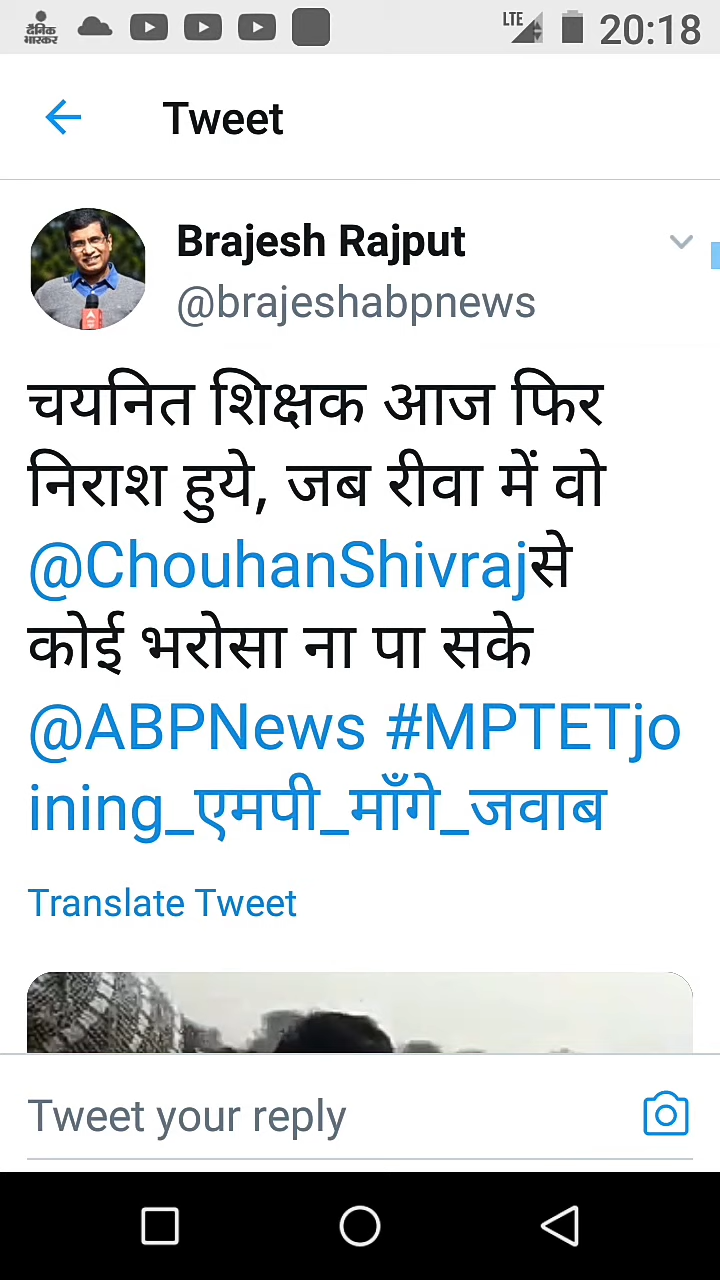 दैनिक
भास्कर
LTE
20:18
Tweet
Brajesh Rajput
@brajeshabpnews
चयनित शिक्षक आज फिर
निराश हुये, जब रीवा में वो
@ChouhanShivrajसे
कोई भरोसा ना पा सके
@ABPNews #MPTETjo
ining_एमपी_माँगे_जवाब
Translate Tweet
Tweet your reply